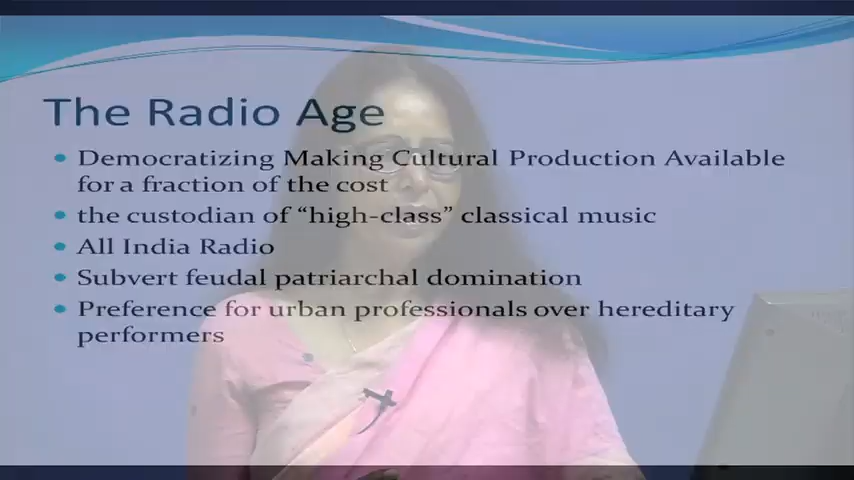 The Radio Age
Democratizing Making Cultural Production Available
for a fraction of the cost
the custodian of “high-class” classical music
All India Radio
Subvert feudal patriarchal domination
Preference for urban professionals over hereditary
performers